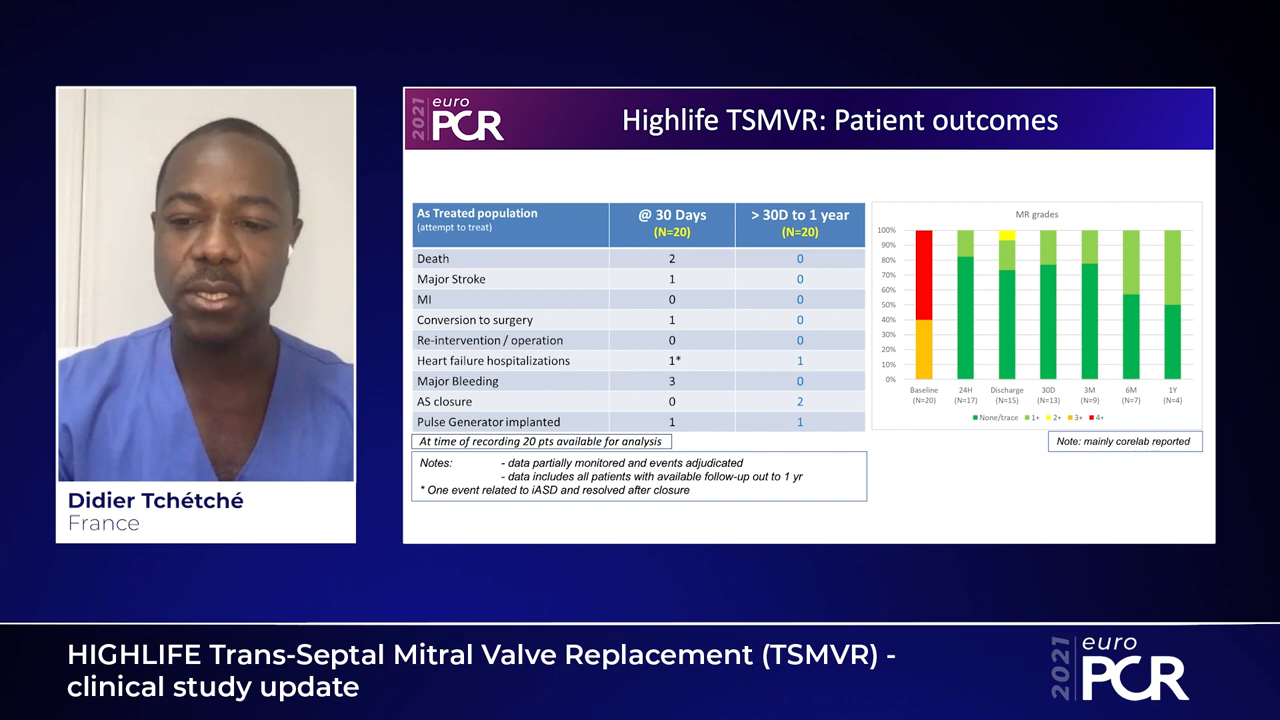 2021 euro PCR
Highlife TSMVR: Patient outcomes
As Treated population
(attempt to treat)
@ 30 Days
(N=20)
> 30D to 1 year
(N=20)
Death 2 0
Major Stroke 1 0
MI 0 0
Conversion to surgery 1 0
Re-intervention / operation 0 0
Heart failure hospitalizations 1* 1
Major Bleeding 3 0
AS closure 0 2
Pulse Generator implanted 1 1
At time of recording 20 pts available for analysis
Notes: - data partially monitored and events adjudicated
- data includes all patients with available follow-up out to 1 yr
* One event related to iASD and resolved after closure
MR grades
100%
90%
80%
70%
60%
50%
40%
30%
20%
10%
0%
Baseline 24H Discharge 30D 3M 6M 1Y
(N=20) (N=17) (N=15) (N=13) (N=9) (N=7) (N=4)
None/trace 1+ 2+ 3+ 4+
Note: mainly corelab reported
Didier Tchétché
France
HIGHLIFE Trans-Septal Mitral Valve Replacement (TSMVR) -
clinical study update
2021 euro PCR